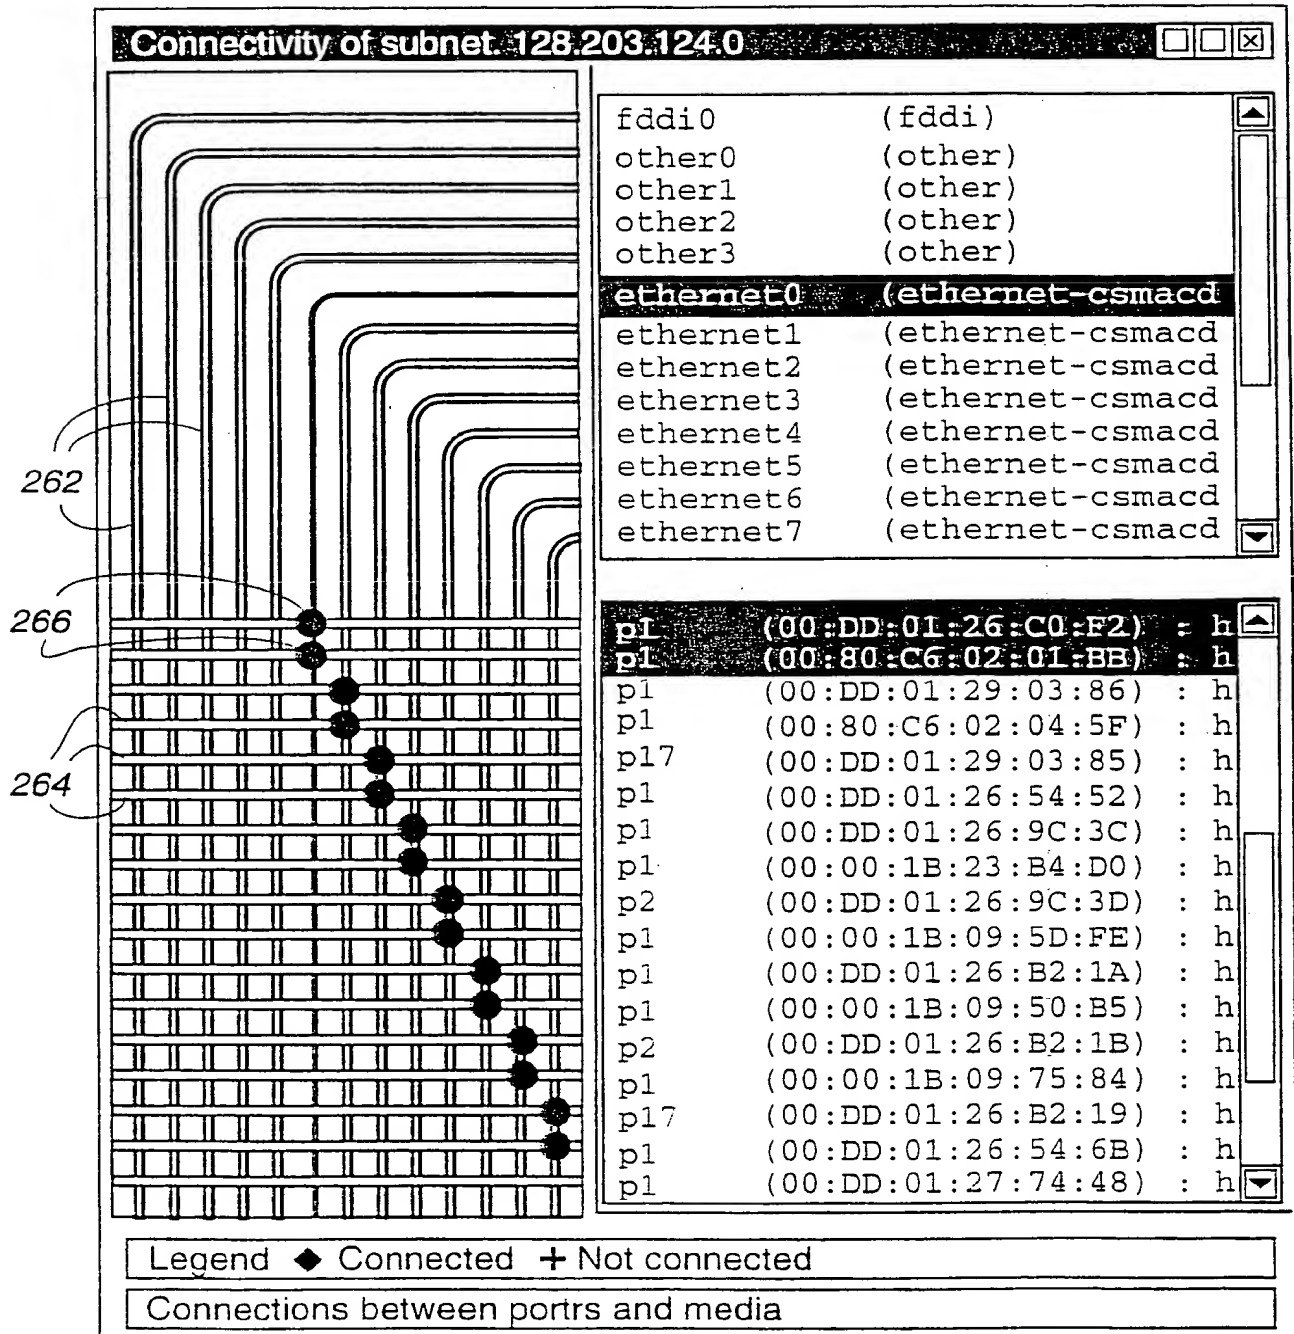 Connectivity of subnet. 128.203.124.0
fddi0 (fddi)
other0 (other)
other1 (other)
other2 (other)
other3 (other)
ethernet0 (ethernet-csmacd
ethernet1 (ethernet-csmacd
ethernet2 (ethernet-csmacd
ethernet3 (ethernet-csmacd
ethernet4 (ethernet-csmacd
ethernet5 (ethernet-csmacd
ethernet6 (ethernet-csmacd
ethernet7 (ethernet-csmacd
262
266
264
p1 (00:DD:01:26:C0:F2) : h
p1 (00:80:C6:02:01:BB) : h
p1 (00:DD:01:29:03:86) : h
p1 (00:80:C6:02:04:5F) : h
p17 (00:DD:01:29:03:85) : h
p1 (00:DD:01:26:54:52) : h
p1 (00:DD:01:26:9C:3C) : h
p1 (00:00:1B:23:B4:D0) : h
p2 (00:DD:01:26:9C:3D) : h
p1 (00:00:1B:09:5D:FE) : h
p1 (00:DD:01:26:B2:1A) : h
p1 (00:00:1B:09:50:B5) : h
p2 (00:DD:01:26:B2:1B) : h
p1 (00:00:1B:09:75:84) : h
p17 (00:DD:01:26:B2:19) : h
p1 (00:DD:01:26:54:6B) : h
p1 (00:DD:01:27:74:48) : h
Legend ◆ Connected + Not connected
Connections between portrs and media